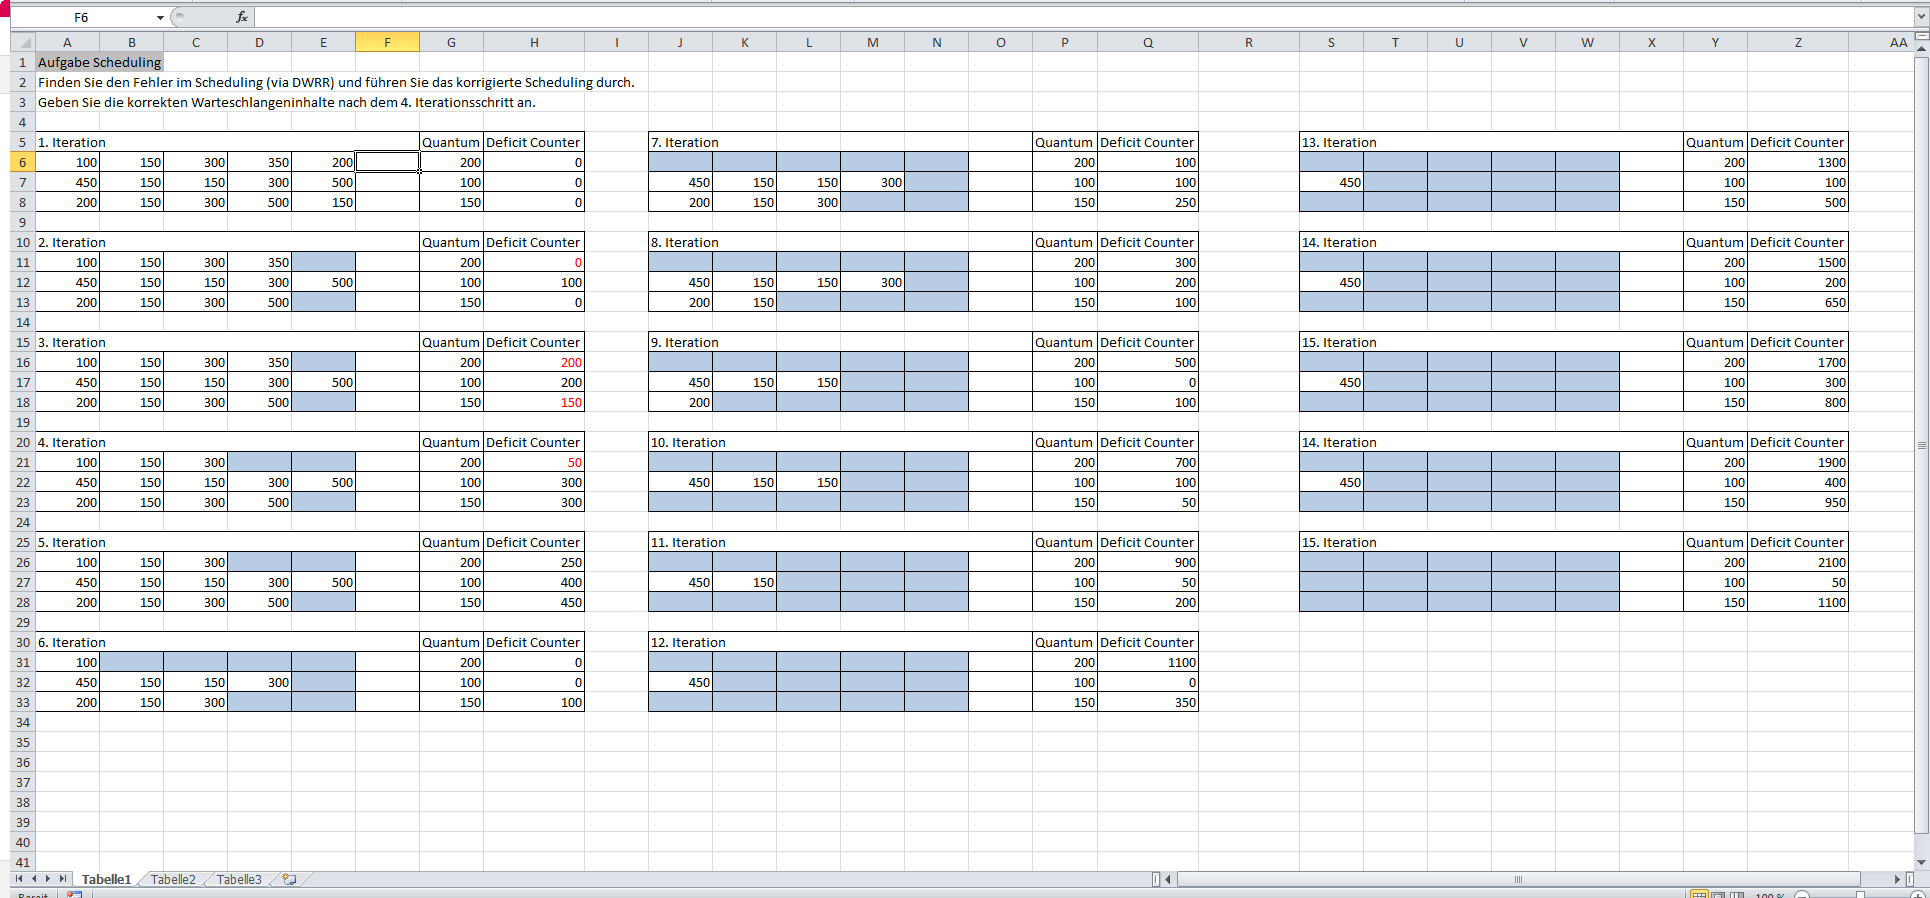 F6 fx
A B C D E F G H I J K L M N O P Q R S T U V W X Y Z AA
1 Aufgabe Scheduling
2 Finden Sie den Fehler im Scheduling (via DWRR) und führen Sie das korrigierte Scheduling durch.
3 Geben Sie die korrekten Warteschlangeninhalte nach dem 4. Iterationsschritt an.
4
5 1. Iteration Quantum Deficit Counter 7. Iteration Quantum Deficit Counter 13. Iteration Quantum Deficit Counter
6 100 150 300 350 200 200 0 200 100 200 1300
7 450 150 150 300 500 100 0 450 150 150 300 100 100 450 100 100
8 200 150 300 500 150 150 0 200 150 300 150 250 150 500
9
10 2. Iteration Quantum Deficit Counter 8. Iteration Quantum Deficit Counter 14. Iteration Quantum Deficit Counter
11 100 150 300 350 200 0 200 300 200 1500
12 450 150 150 300 500 100 100 450 150 150 300 100 200 450 100 200
13 200 150 300 500 150 0 200 150 150 100 150 650
14
15 3. Iteration Quantum Deficit Counter 9. Iteration Quantum Deficit Counter 15. Iteration Quantum Deficit Counter
16 100 150 300 350 200 200 200 500 200 1700
17 450 150 150 300 500 100 200 450 150 150 100 0 450 100 300
18 200 150 300 500 150 150 200 150 100 150 800
19
20 4. Iteration Quantum Deficit Counter 10. Iteration Quantum Deficit Counter 14. Iteration Quantum Deficit Counter
21 100 150 300 200 50 200 700 200 1900
22 450 150 150 300 500 100 300 450 150 150 100 100 450 100 400
23 200 150 300 500 150 300 150 50 150 950
24
25 5. Iteration Quantum Deficit Counter 11. Iteration Quantum Deficit Counter 15. Iteration Quantum Deficit Counter
26 100 150 300 200 250 200 900 200 2100
27 450 150 150 300 500 100 400 450 150 100 50 100 50
28 200 150 300 500 150 450 150 200 150 1100
29
30 6. Iteration Quantum Deficit Counter 12. Iteration Quantum Deficit Counter
31 100 200 0 200 1100
32 450 150 150 300 100 0 450 100 0
33 200 150 300 150 100 150 350
34
35
36
37
38
39
40
41
Tabelle1 Tabelle2 Tabelle3
Bereit 100 %